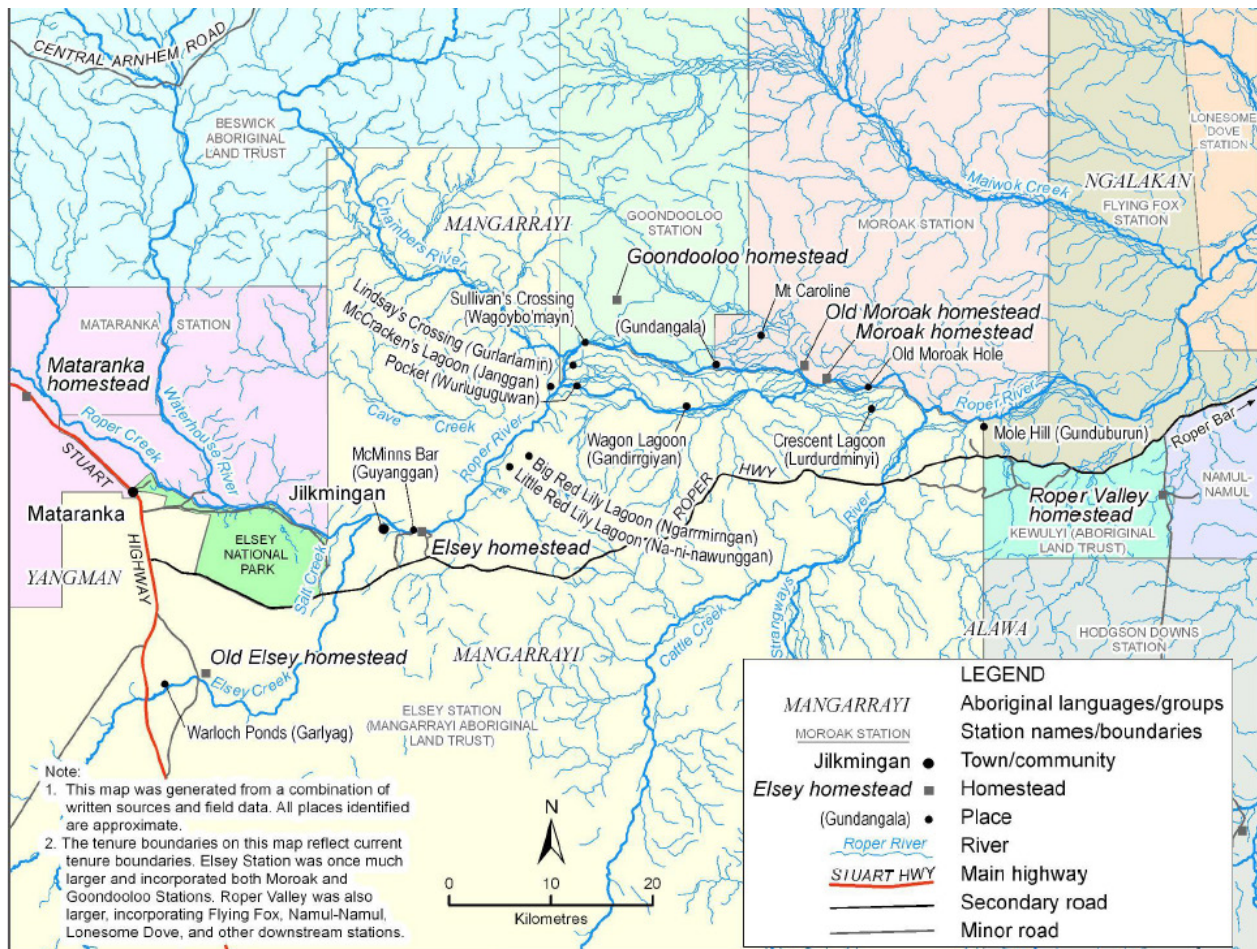 CENTRAL ARNHEM ROAD
BESWICK
ABORIGINAL
LAND TRUST
LONESOME
DOVE
STATION
Maiwok Creek
NGALAKAN
FLYING FOX
STATION
Chambers River
MANGARRAYI
GOONDOOLOO
STATION
MOROAK STATION
Goondooloo homestead
Sullivan's Crossing
(Wagoybo'mayin)
Mt Caroline
Lindsay's Crossing (Gurlarlamin)
McCracken's Lagoon (Janggan)
Pocket (Wurluguguwan)
(Gundangala)
Old Moroak homestead
Moroak homestead
Old Moroak Hole
MATARANKA STATION
Mataranka
homestead
Roper Creek
Waterhouse River
Cave Creek
Roper River
Roper River
Wagon Lagoon
(Gandirrgiyan)
Crescent Lagoon
(Lurdurdminyi)
Mole Hill (Gunduburun)
Roper Bar
STUART
HIGHWAY
McMinns Bar
(Guyanggan)
Big Red Lily Lagoon (Ngarrmirngan)
Little Red Lily Lagoon (Na-ni-nawunggan)
ROPER
HWY
Jilkmingan
Mataranka
Elsey homestead
Roper Valley
homestead
KEWULYI (ABORIGINAL
LAND TRUST)
NAMUL-
NAMUL
ELSEY
NATIONAL
PARK
YANGMAN
Salt Creek
River
Strangways
Cattle Creek
ALAWA
HODGSON DOWNS
STATION
Old Elsey homestead
Elsey Creek
MANGARRAYI
Warloch Ponds (Garlyag)
ELSEY STATION
(MANGARRAYI ABORIGINAL
LAND TRUST)
Note:
1. This map was generated from a combination of
written sources and field data. All places identified
are approximate.
2. The tenure boundaries on this map reflect current
tenure boundaries. Elsey Station was once much
larger and incorporated both Moroak and
Goondooloo Stations. Roper Valley was also
larger, incorporating Flying Fox, Namul-Namul,
Lonesome Dove, and other downstream stations.
N
0 10 20
Kilometres
LEGEND
MANGARRAYI Aboriginal languages/groups
MOROAK STATION Station names/boundaries
Jilkmingan Town/community
Elsey homestead Homestead
(Gundangala) Place
Roper River River
STUART HWY Main highway
Secondary road
Minor road